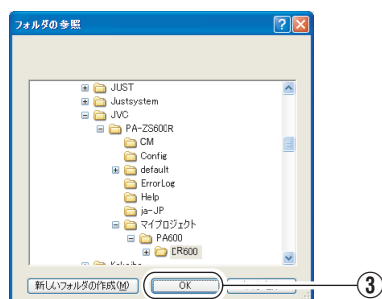 フォルダの参照
JUST
Justsystem
JVC
PA-ZS600R
CM
Config
default
ErrorLog
Help
ja-JP
マイプロジェクト
PA600
ER600
新しいフォルダの作成(M)
OK
3